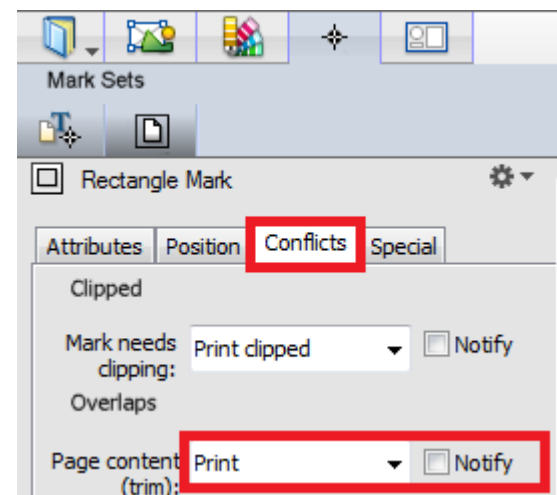 Mark Sets
Rectangle Mark
Attributes Position Conflicts Special
Clipped
Mark needs clipping: Print clipped Notify
Overlaps
Page content (trim): Print Notify